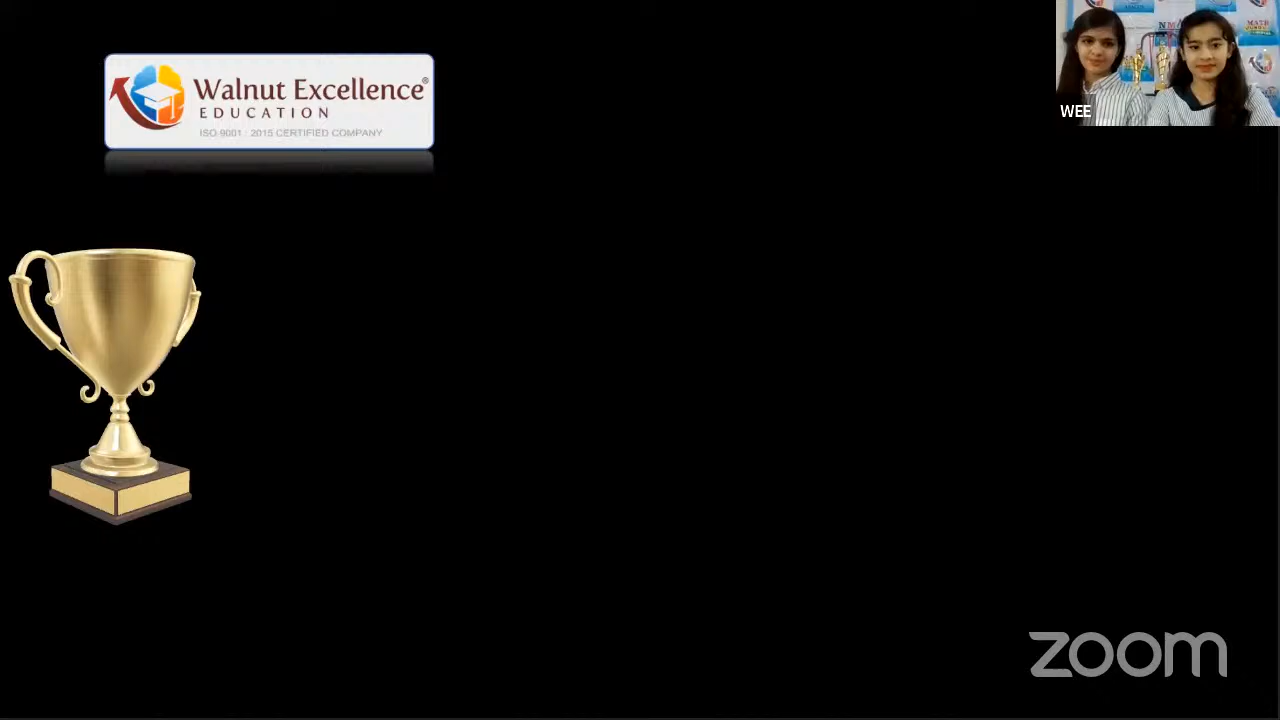 Walnut Excellence®
EDUCATION
ISO-9001 : 2015 CERTIFIED COMPANY
WEE
zoom